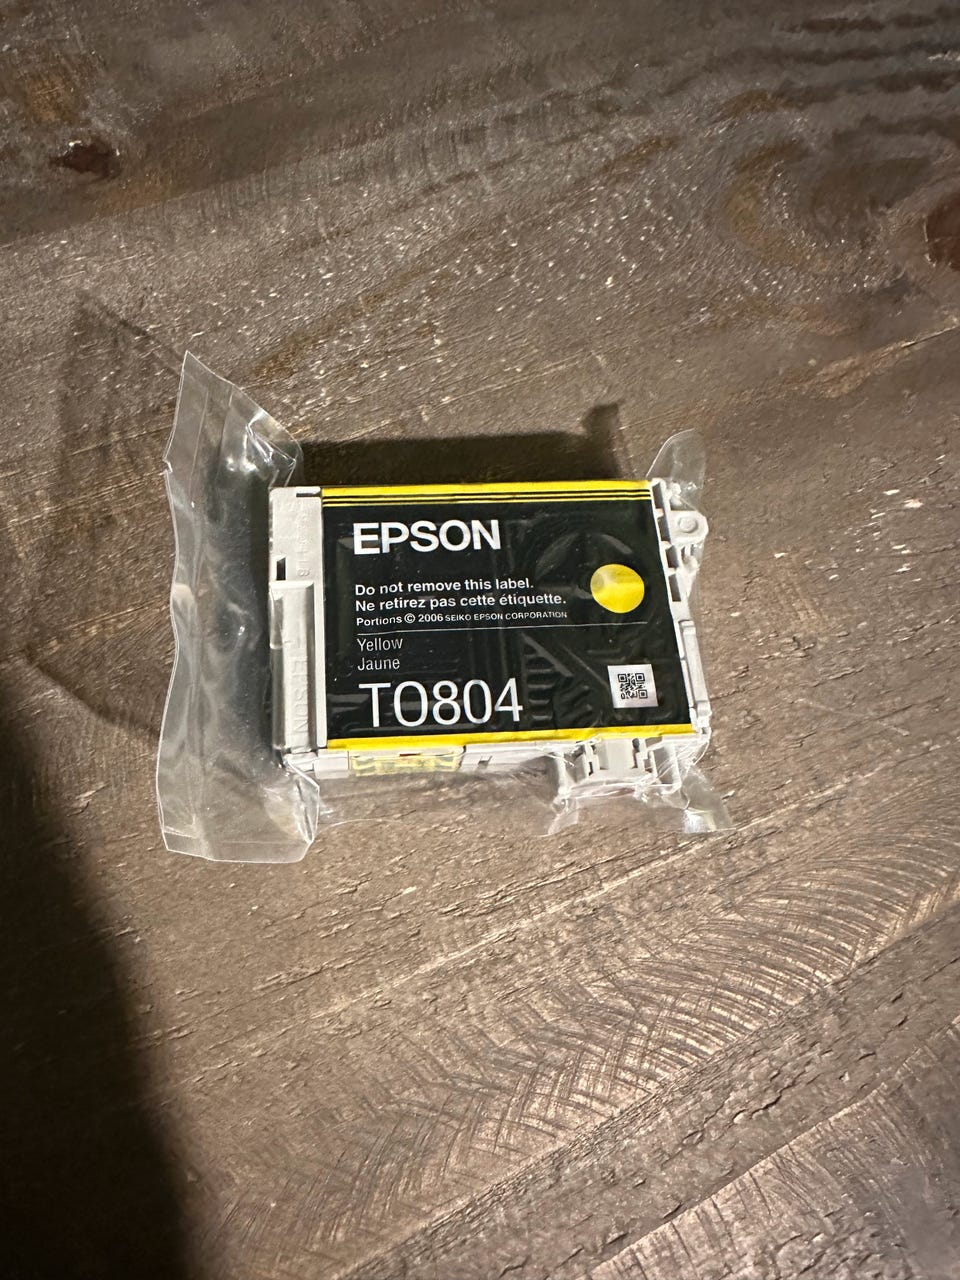 EPSON
Do not remove this label.
Ne retirez pas cette étiquette.
Portions © 2006 SEIKO EPSON CORPORATION
Yellow
Jaune
T0804